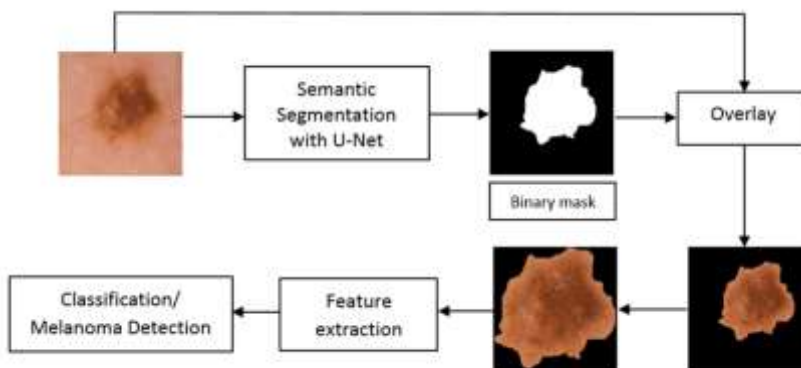 Semantic
Segmentation
with U-Net
Overlay
Binary mask
Classification/
Melanoma Detection
Feature
extraction